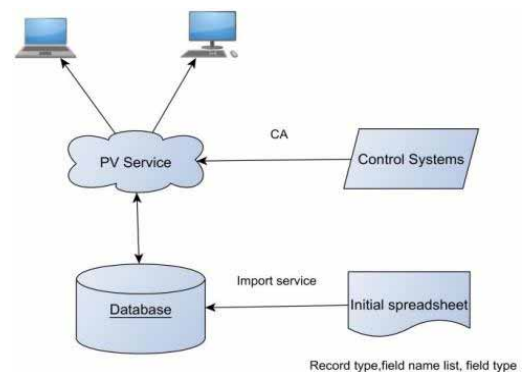 CA
PV Service
Control Systems
Import service
Database
Initial spreadsheet
Record type,field name list, field type